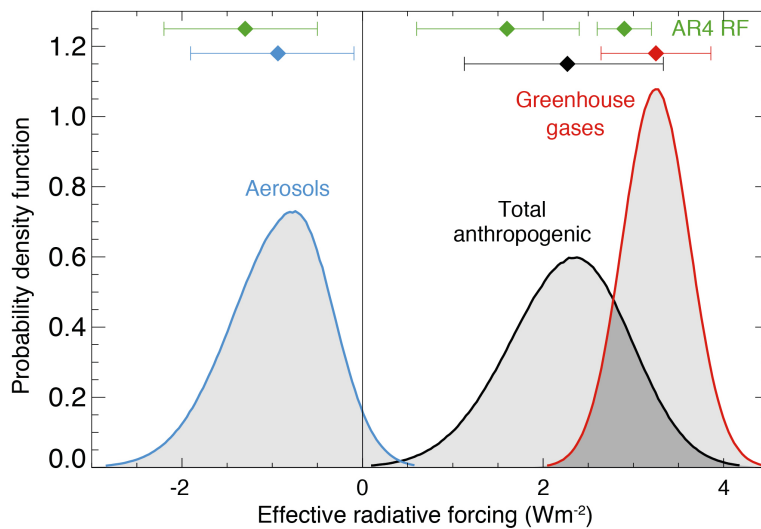 AR4 RF
Greenhouse
gases
Aerosols
Total
anthropogenic
Probability density function
1.2
1.0
0.8
0.6
0.4
0.2
0.0
-2
0
2
4
Effective radiative forcing (Wm-2)